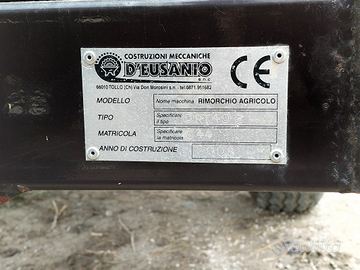 COSTRUZIONI MECCANICHE
D'EUSANIO
s.n.c.
66010 TOLLO (CH) Via Don Morosini s.n. - tel.0871.961682
CE
MODELLO
Nome macchina RIMORCHIO AGRICOLO
TIPO
Specificare
il tipo
MATRICOLA
Specificare
la matricola
ANNO DI COSTRUZIONE